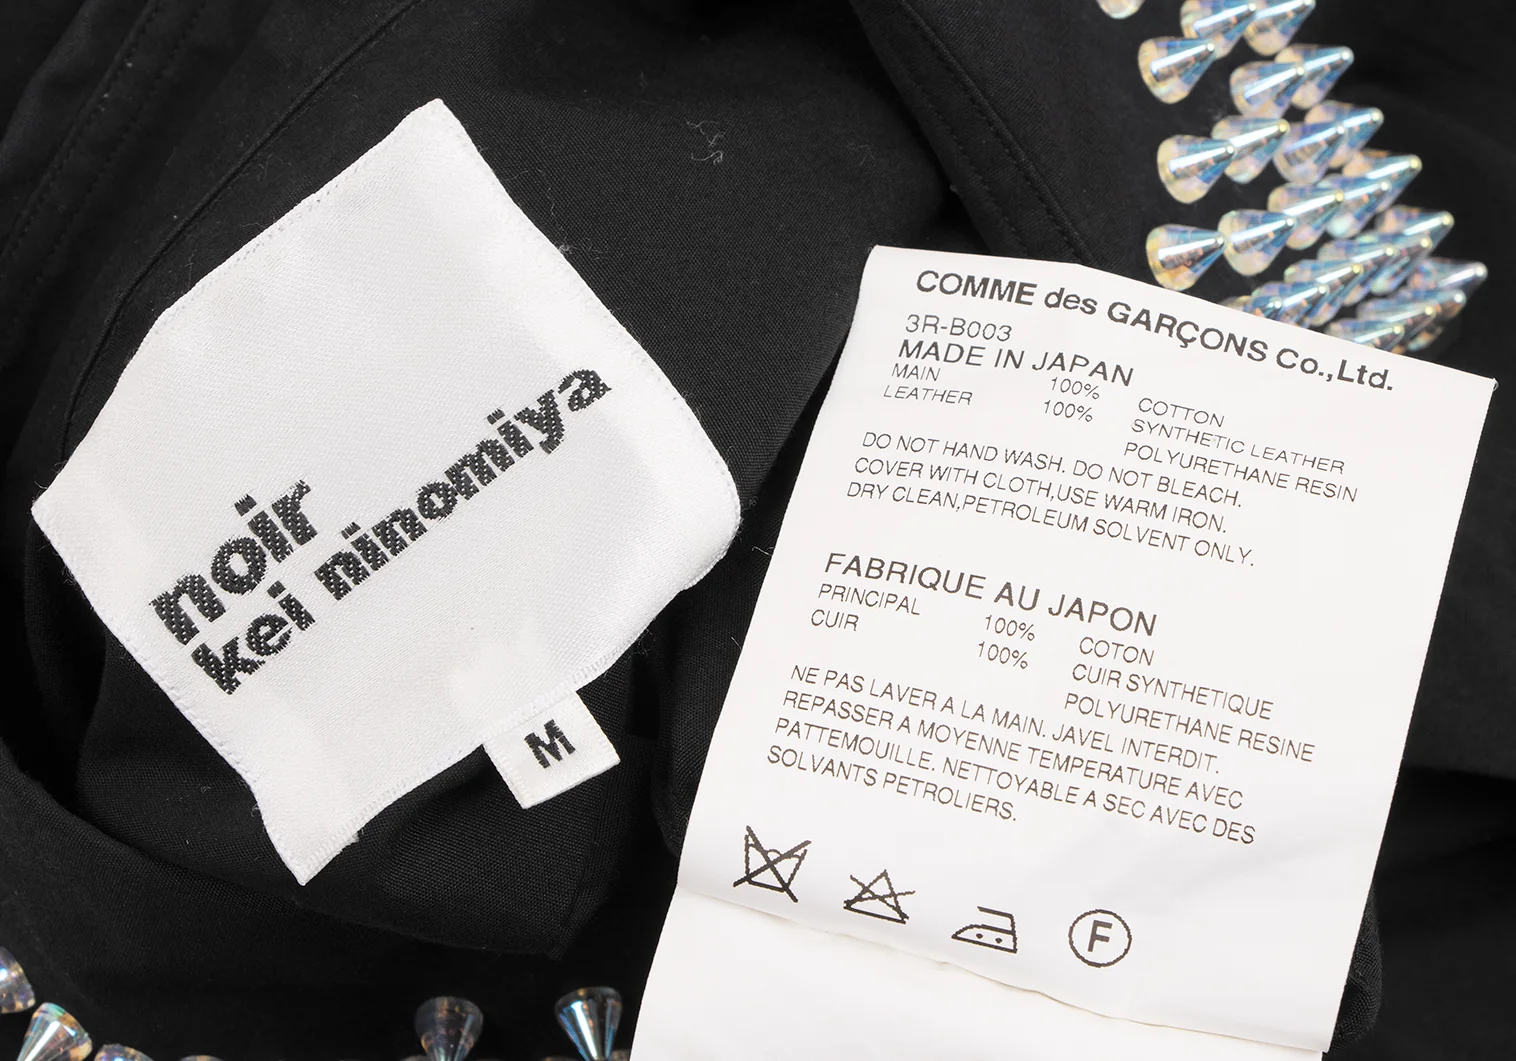 noir
kei ninomiya
M
COMME des GARÇONS Co.,Ltd.
3R-B003
MADE IN JAPAN
MAIN 100% COTTON
LEATHER 100% SYNTHETIC LEATHER
POLYURETHANE RESIN
DO NOT HAND WASH. DO NOT BLEACH.
COVER WITH CLOTH,USE WARM IRON.
DRY CLEAN,PETROLEUM SOLVENT ONLY.
FABRIQUE AU JAPON
PRINCIPAL 100% COTON
CUIR 100% CUIR SYNTHETIQUE
POLYURETHANE RESINE
NE PAS LAVER A LA MAIN. JAVEL INTERDIT.
REPASSER A MOYENNE TEMPERATURE AVEC
PATTEMOUILLE. NETTOYABLE A SEC AVEC DES
SOLVANTS PETROLIERS.
F